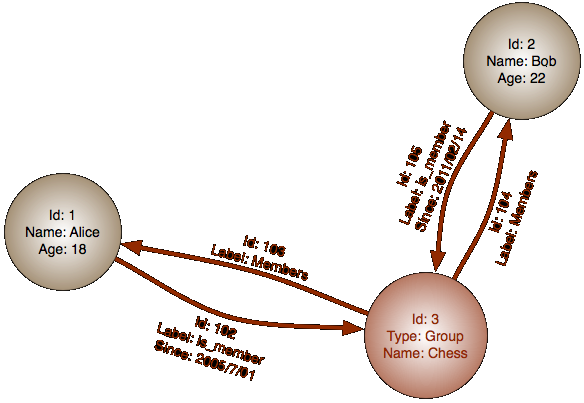 Id: 2
Name: Bob
Age: 22
Id: 105
Label: is_member
Since: 2011/02/14
Id: 104
Label: Members
Id: 1
Name: Alice
Age: 18
Id: 103
Label: Members
Id: 102
Label: is_member
Since: 2005/7/01
Id: 3
Type: Group
Name: Chess